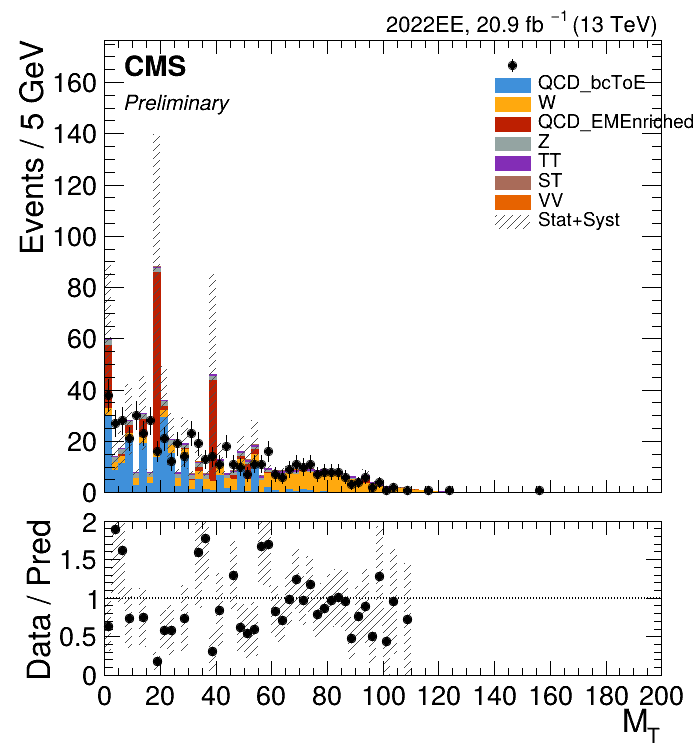 2022EE, 20.9 fb⁻¹ (13 TeV)
CMS
Preliminary
QCD_bcToE
W
QCD_EMEnriched
Z
TT
ST
VV
Stat+Syst
Events / 5 GeV
160
140
120
100
80
60
40
20
0
Data / Pred
2
1.5
1
0.5
0
0 20 40 60 80 100 120 140 160 180 200
M_T